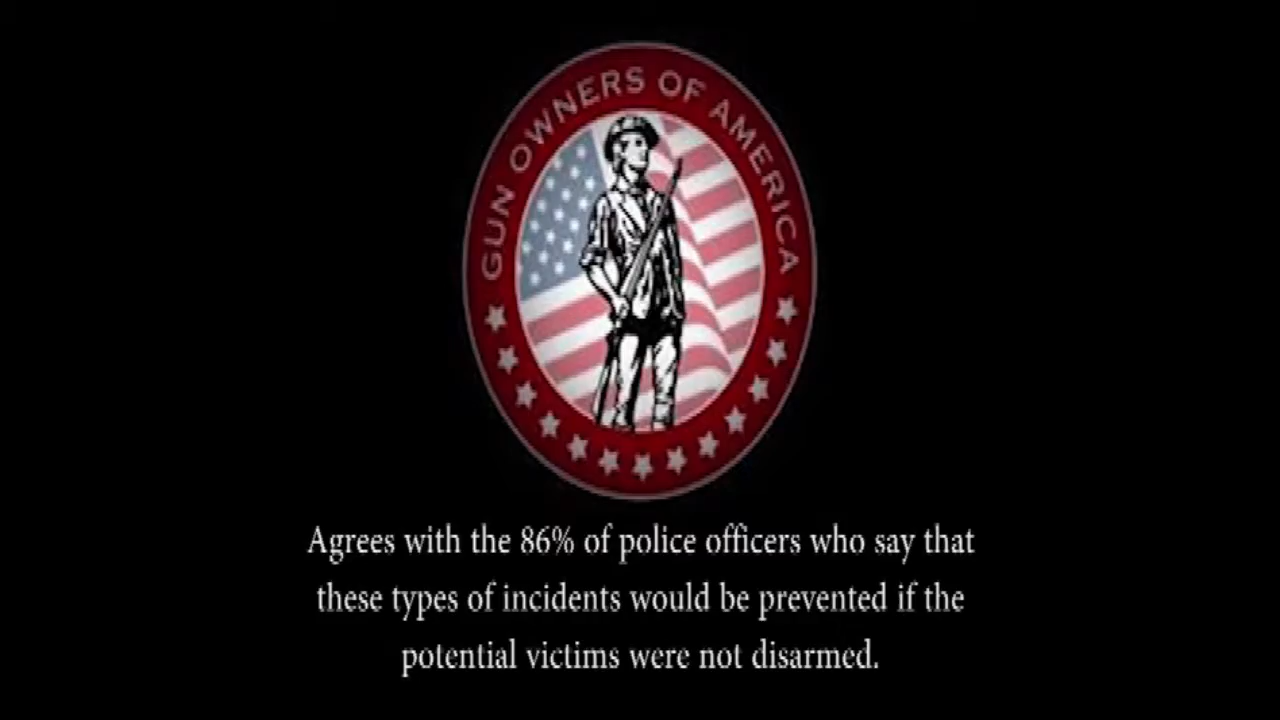 GUN OWNERS OF AMERICA
Agrees with the 86% of police officers who say that
these types of incidents would be prevented if the
potential victims were not disarmed.